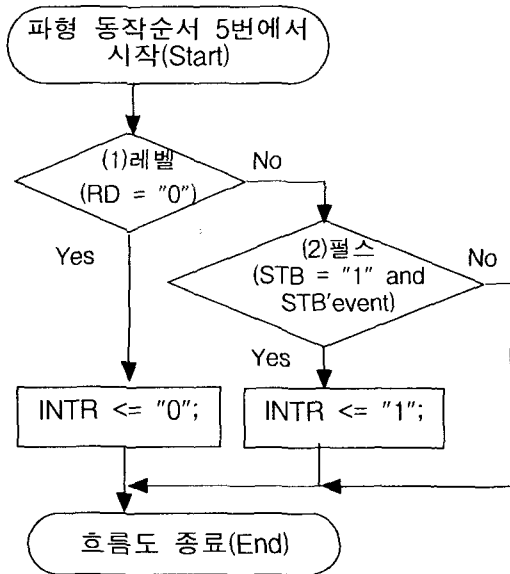 파형 동작순서 5번에서
시작(Start)
(1)레벨
(RD = "0")
No
Yes
(2)펄스
(STB = "1" and
STB'event)
No
Yes
INTR <= "0";
INTR <= "1";
흐름도 종료(End)